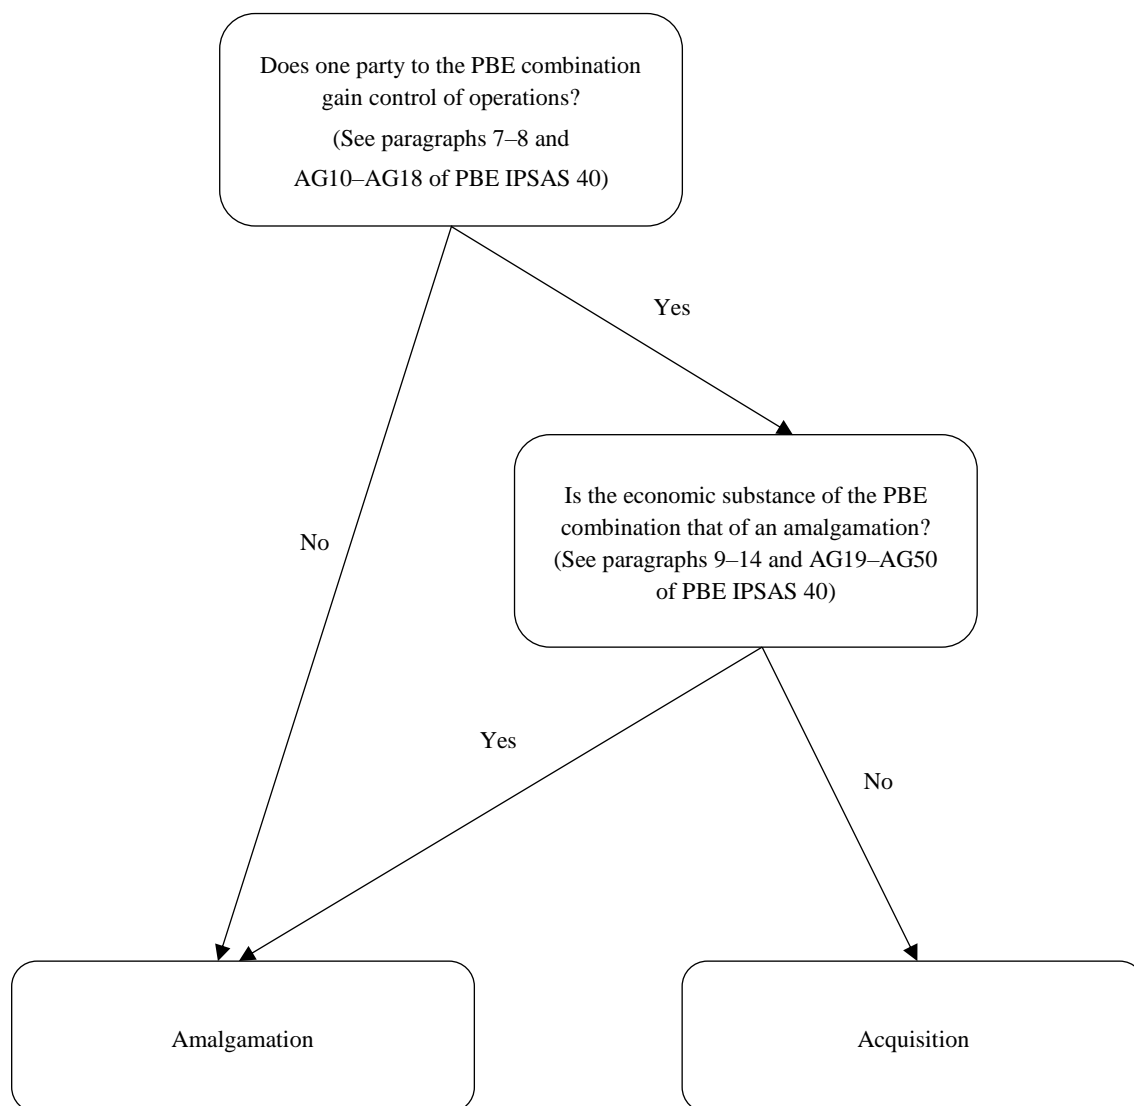 Does one party to the PBE combination
gain control of operations?
(See paragraphs 7–8 and
AG10–AG18 of PBE IPSAS 40)
Yes
Is the economic substance of the PBE
combination that of an amalgamation?
(See paragraphs 9–14 and AG19–AG50
of PBE IPSAS 40)
No
Yes
No
Amalgamation
Acquisition